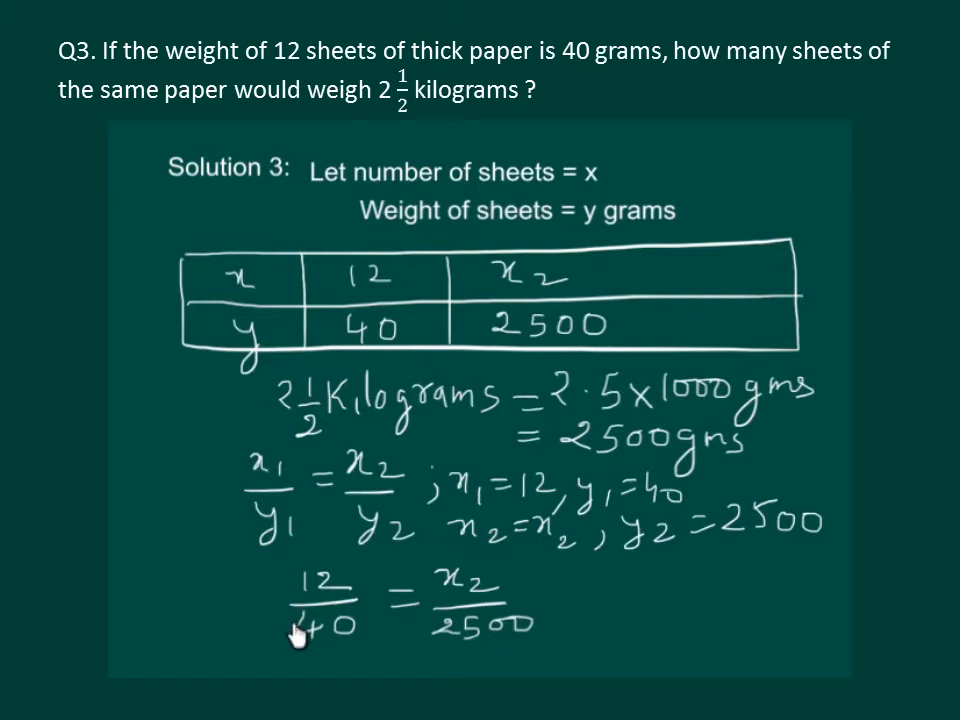 Q3. If the weight of 12 sheets of thick paper is 40 grams, how many sheets of
the same paper would weigh 2 1/2 kilograms ?
Solution 3: Let number of sheets = x
Weight of sheets = y grams
x 12 x2
y 40 2500
2 1/2 Kilograms = 2.5 x 1000 gms
= 2500 gms
x1/y1 = x2/y2 ; x1 = 12, y1 = 40
x2 = x2, y2 = 2500
12/40 = x2/2500